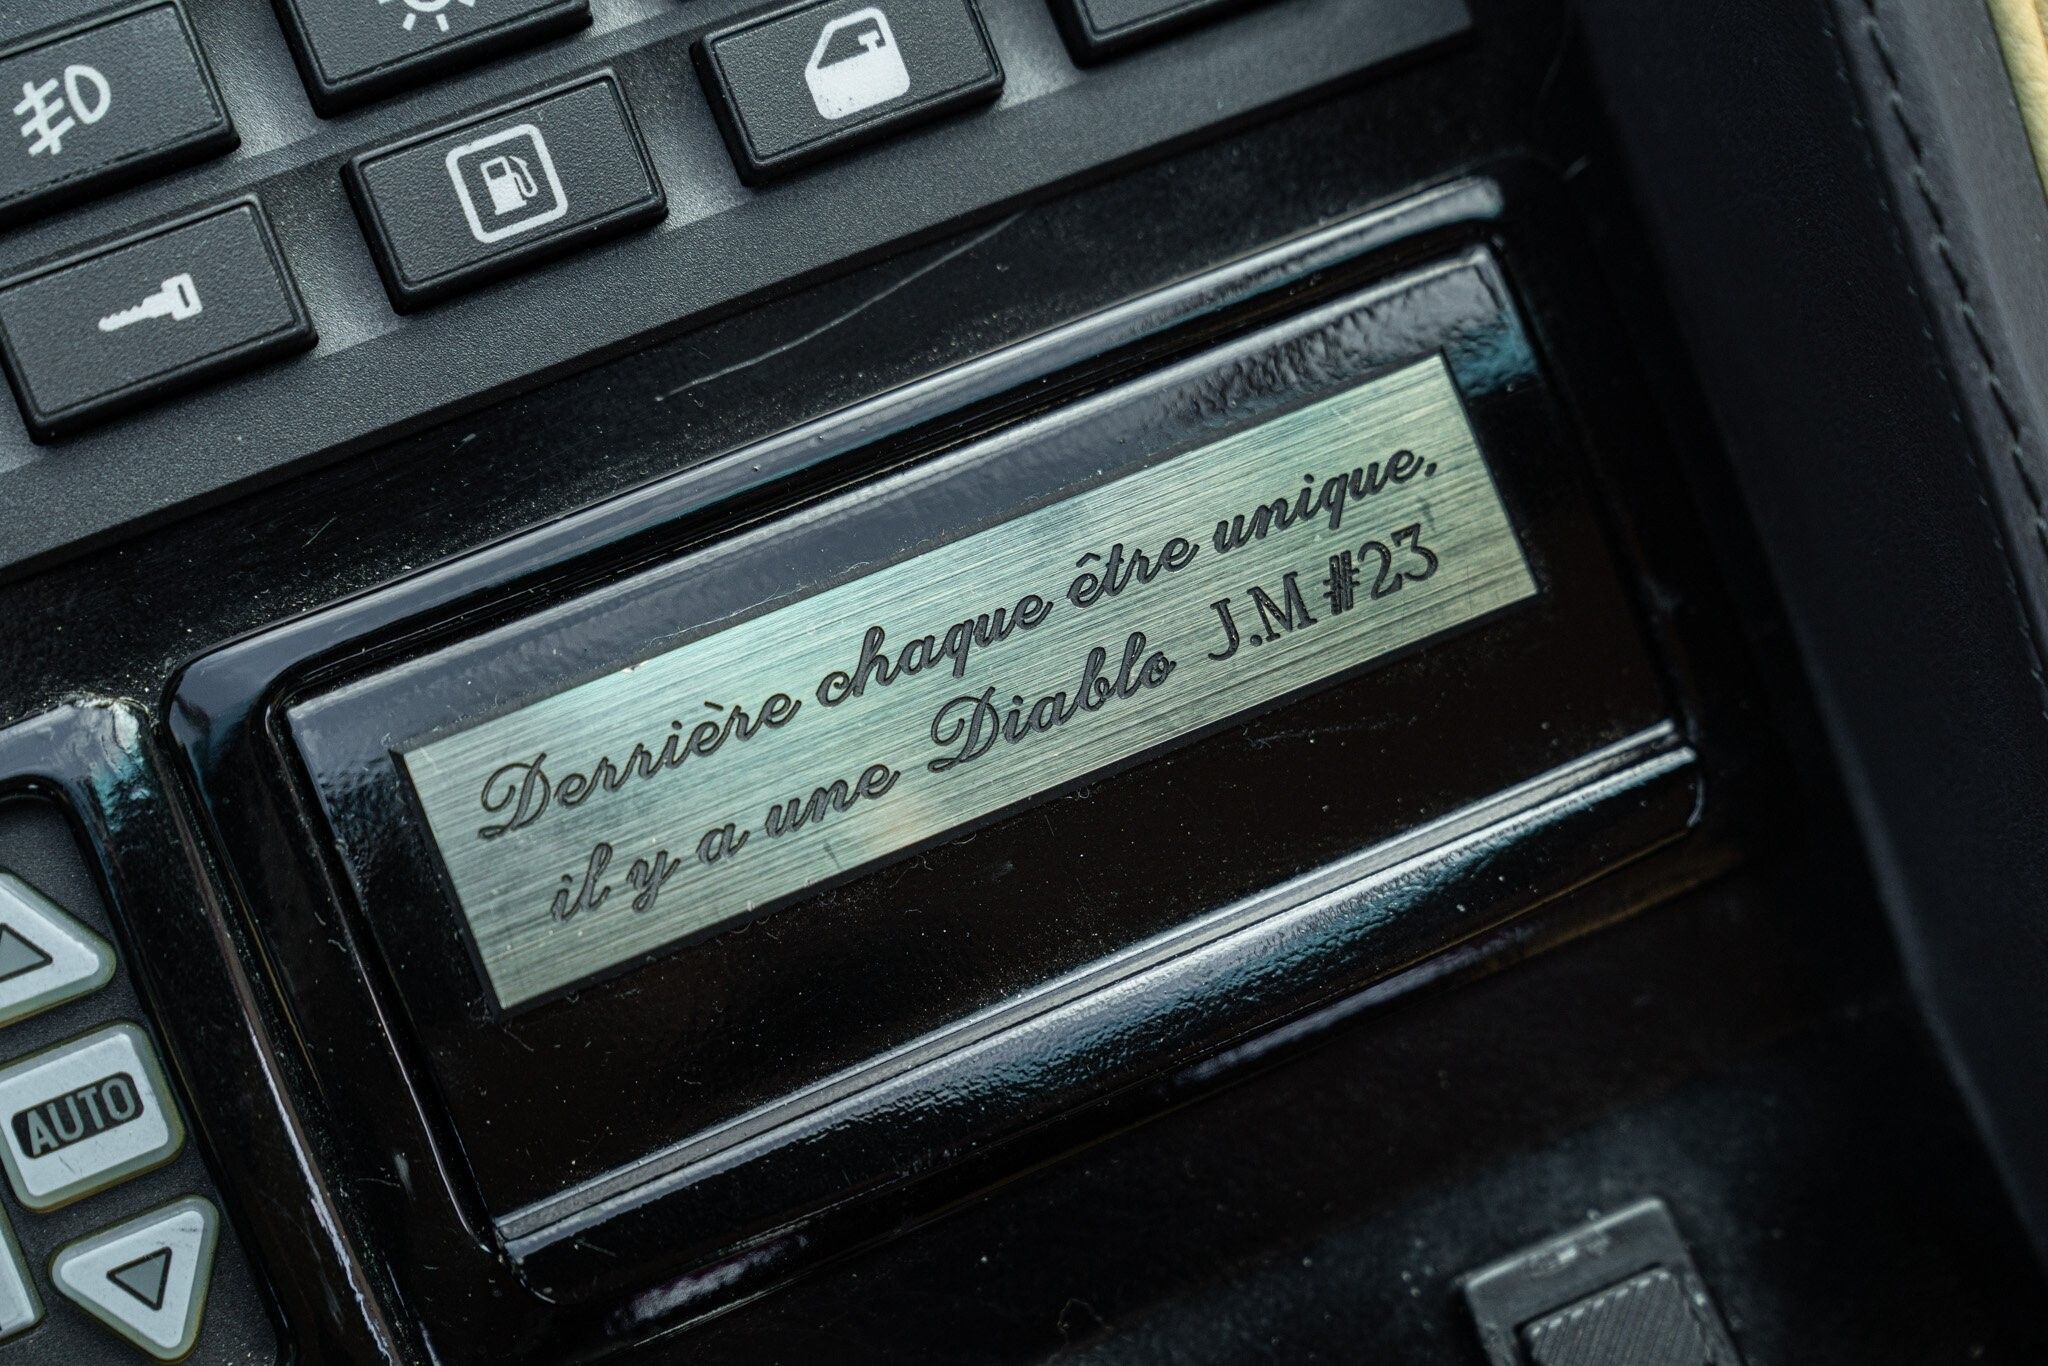 Derrière chaque être unique,
il y a une Diablo J.M #23
AUTO